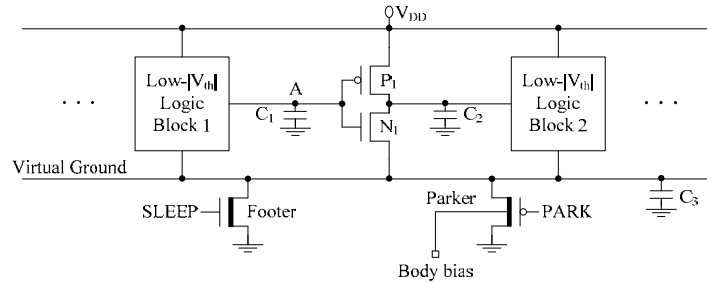 V_DD
Low-|V_th|
Logic
Block 1
A
C_1
P_1
N_1
C_2
Low-|V_th|
Logic
Block 2
. . .
. . .
Virtual Ground
SLEEP
Footer
Parker
PARK
C_3
Body bias